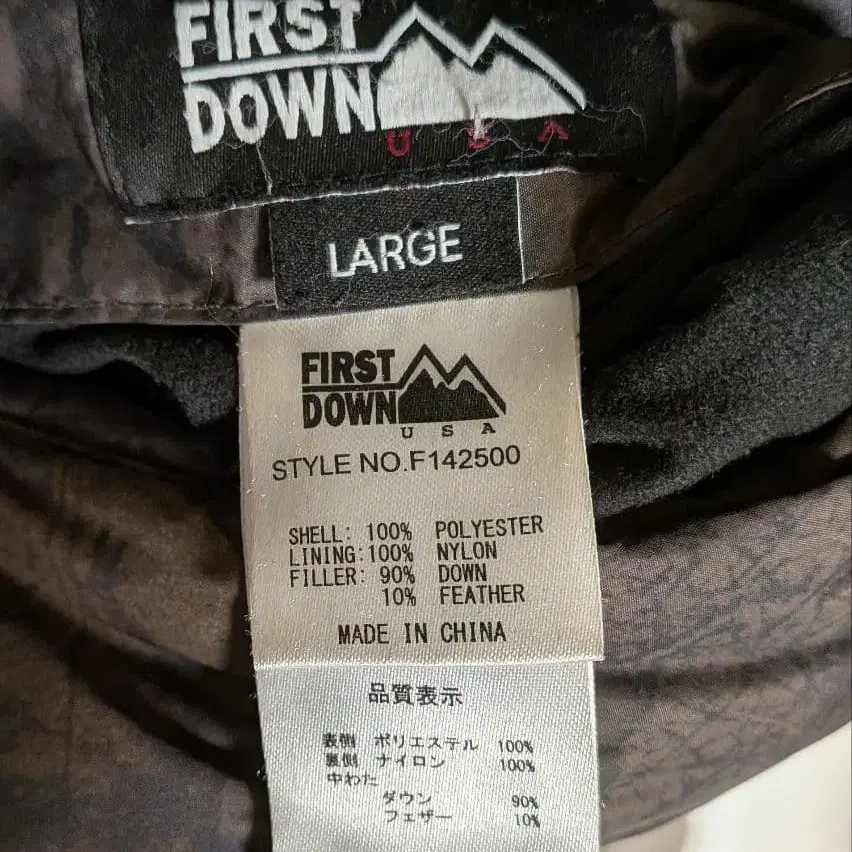 FIRST
DOWN
USA
LARGE
FIRST
DOWN
USA
STYLE NO.F142500
SHELL: 100% POLYESTER
LINING:100% NYLON
FILLER: 90% DOWN
10% FEATHER
MADE IN CHINA
品質表示
表側 ポリエステル 100%
裏側 ナイロン 100%
中わた
ダウン 90%
フェザー 10%